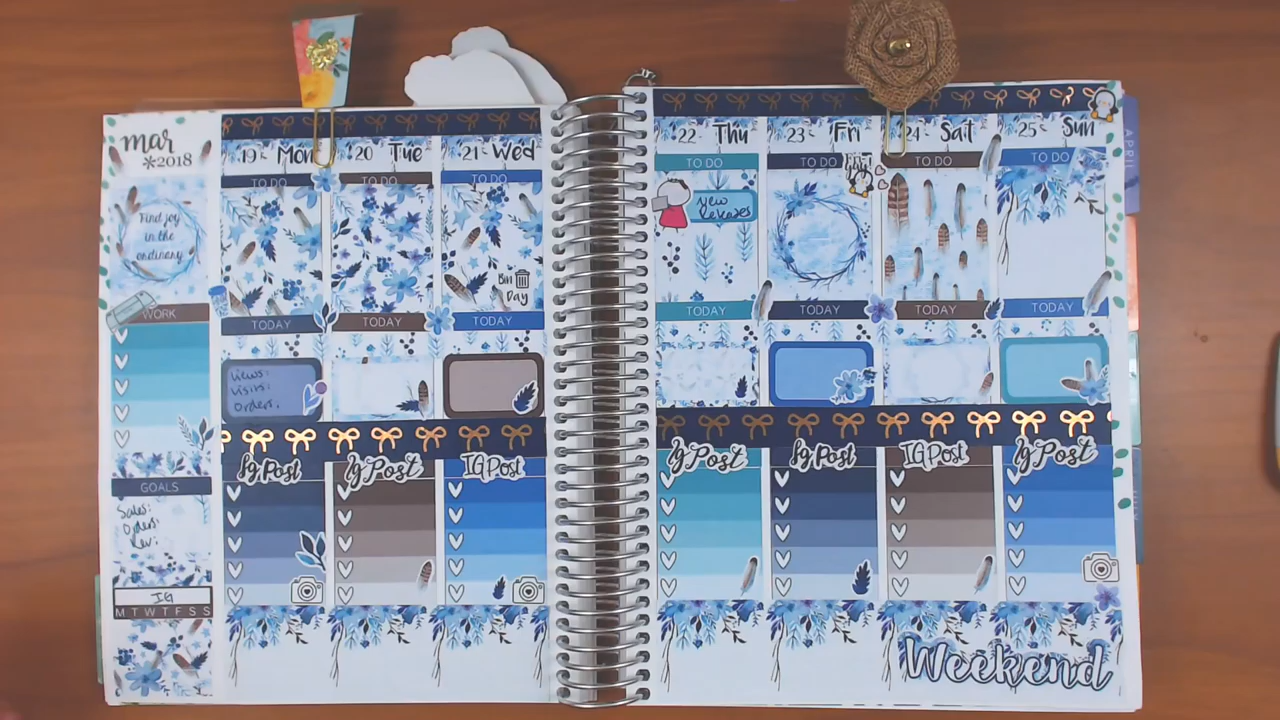 mar
*2018
19 Mon
20 Tue
21 Wed
22 Thu
23 Fri
24 Sat
25 Sun
TO DO
TO DO
TO DO
TO DO
TO DO
TO DO
TO DO
Find joy
in the
ordinary
New
Releases
Bin
Day
WORK
TODAY
TODAY
TODAY
TODAY
TODAY
TODAY
TODAY
views:
visits:
orders:
Ig Post
Ig Post
IG Post
Ig Post
Ig Post
IG Post
Ig Post
GOALS
Sales:
Orders:
Rev:
IG
M T W T F S S
Weekend
APRIL